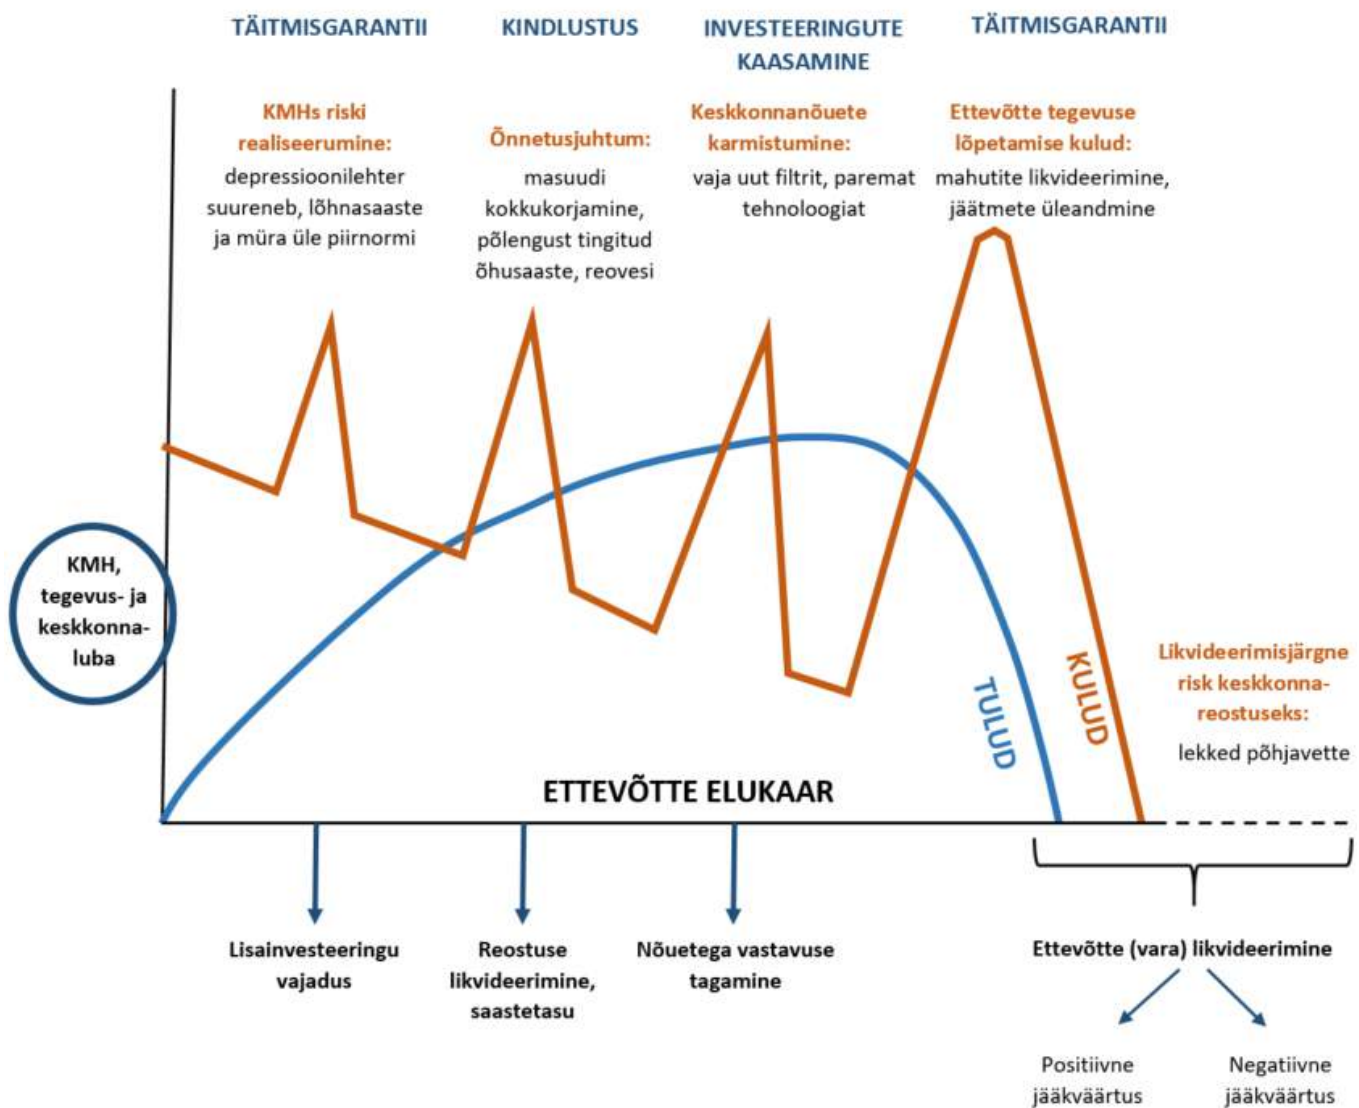 TÄITMISGARANTII
KINDLUSTUS
INVESTEERINGUTE
KAASAMINE
TÄITMISGARANTII
KMHs riski
realiseerumine:
depressioonilehter
suureneb, lõhnasaaste
ja müra üle piirnormi
Õnnetusjuhtum:
masuudi
kokkukorjamine,
põlengust tingitud
õhusaaste, reovesi
Keskkonnanõuete
karmistumine:
vaja uut filtrit, paremat
tehnoloogiat
Ettevõtte tegevuse
lõpetamise kulud:
mahutite likvideerimine,
jäätmete üleandmine
KMH,
tegevus- ja
keskkonna-
luba
TULUD
KULUD
Likvideerimisjärgne
risk keskkonna-
reostuseks:
lekked põhjavette
ETTEVÕTTE ELUKAAR
Lisainvesteeringu
vajadus
Reostuse
likvideerimine,
saastetasu
Nõuetega vastavuse
tagamine
Ettevõtte (vara) likvideerimine
Positiivne
jääkväärtus
Negatiivne
jääkväärtus